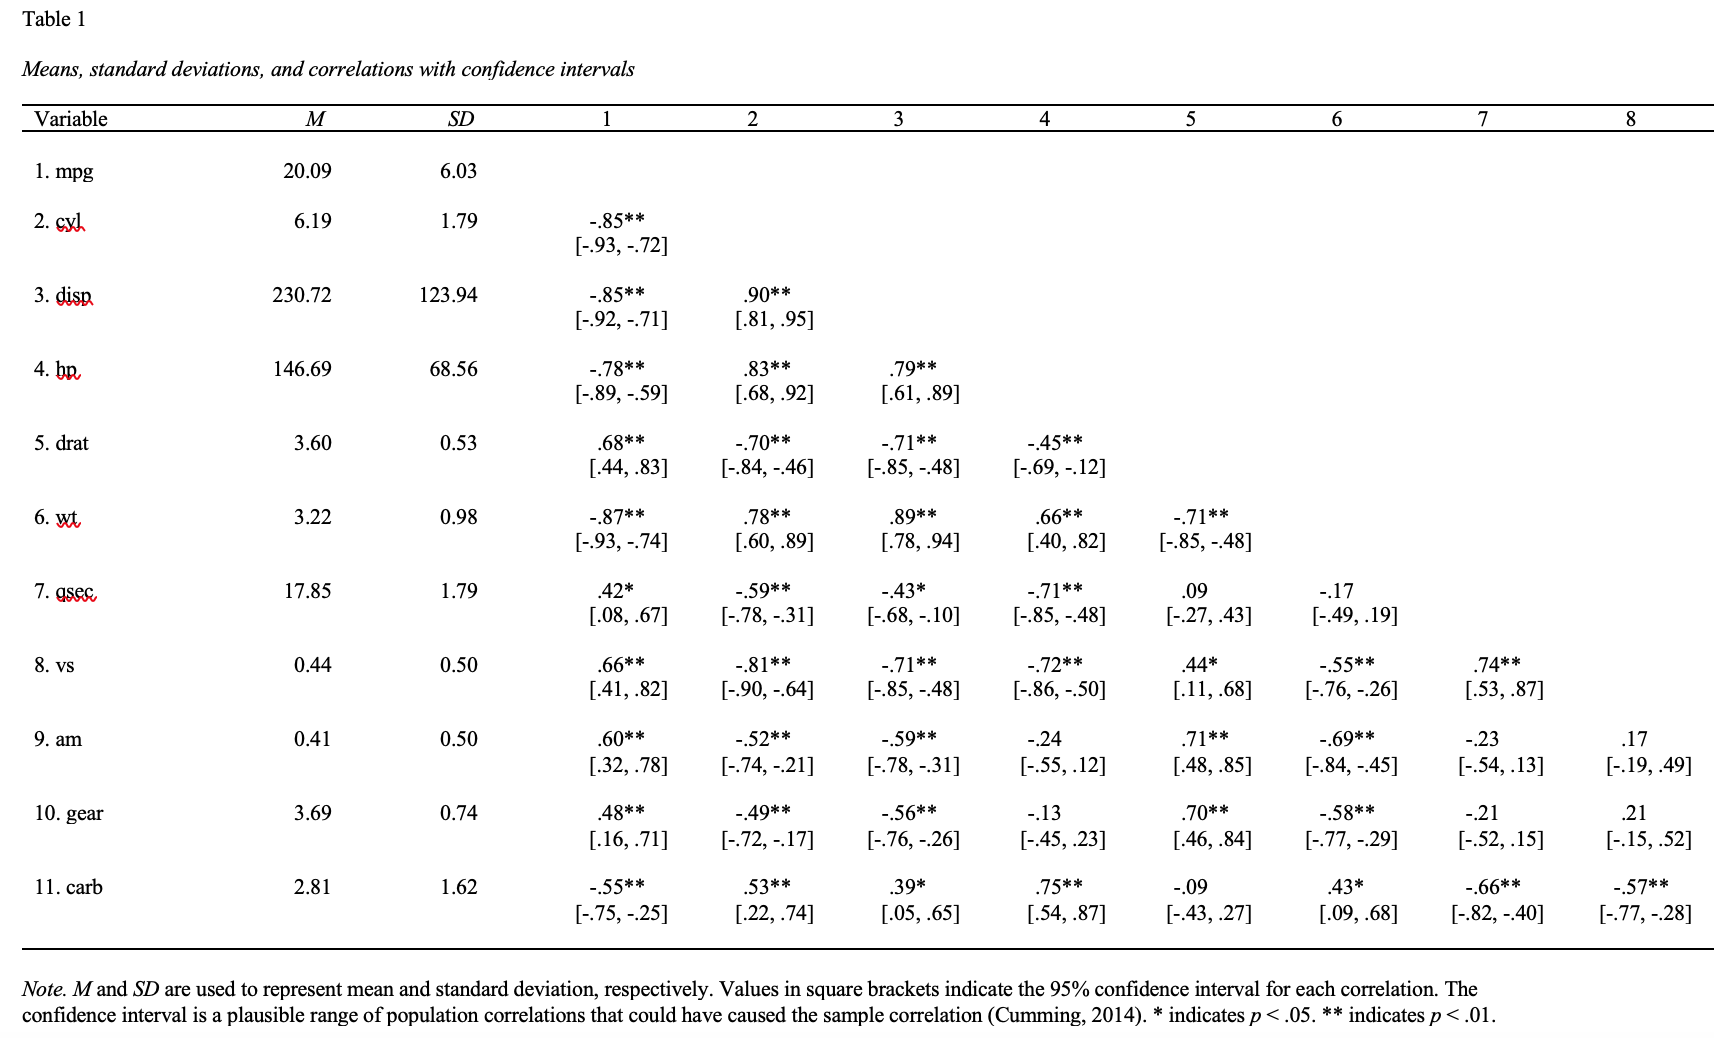 Table 1
Means, standard deviations, and correlations with confidence intervals
Variable M SD 1 2 3 4 5 6 7 8
1. mpg 20.09 6.03
2. cyl 6.19 1.79 -.85**
[-.93, -.72]
3. disp 230.72 123.94 -.85** .90**
[-.92, -.71] [.81, .95]
4. hp 146.69 68.56 -.78** .83** .79**
[-.89, -.59] [.68, .92] [.61, .89]
5. drat 3.60 0.53 .68** -.70** -.71** -.45**
[.44, .83] [-.84, -.46] [-.85, -.48] [-.69, -.12]
6. wt 3.22 0.98 -.87** .78** .89** .66** -.71**
[-.93, -.74] [.60, .89] [.78, .94] [.40, .82] [-.85, -.48]
7. qsec 17.85 1.79 .42* -.59** -.43* -.71** .09 -.17
[.08, .67] [-.78, -.31] [-.68, -.10] [-.85, -.48] [-.27, .43] [-.49, .19]
8. vs 0.44 0.50 .66** -.81** -.71** -.72** .44* -.55** .74**
[.41, .82] [-.90, -.64] [-.85, -.48] [-.86, -.50] [.11, .68] [-.76, -.26] [.53, .87]
9. am 0.41 0.50 .60** -.52** -.59** -.24 .71** -.69** -.23 .17
[.32, .78] [-.74, -.21] [-.78, -.31] [-.55, .12] [.48, .85] [-.84, -.45] [-.54, .13] [-.19, .49]
10. gear 3.69 0.74 .48** -.49** -.56** -.13 .70** -.58** -.21 .21
[.16, .71] [-.72, -.17] [-.76, -.26] [-.45, .23] [.46, .84] [-.77, -.29] [-.52, .15] [-.15, .52]
11. carb 2.81 1.62 -.55** .53** .39* .75** -.09 .43* -.66** -.57**
[-.75, -.25] [.22, .74] [.05, .65] [.54, .87] [-.43, .27] [.09, .68] [-.82, -.40] [-.77, -.28]
Note. M and SD are used to represent mean and standard deviation, respectively. Values in square brackets indicate the 95% confidence interval for each correlation. The
confidence interval is a plausible range of population correlations that could have caused the sample correlation (Cumming, 2014). * indicates p < .05. ** indicates p < .01.